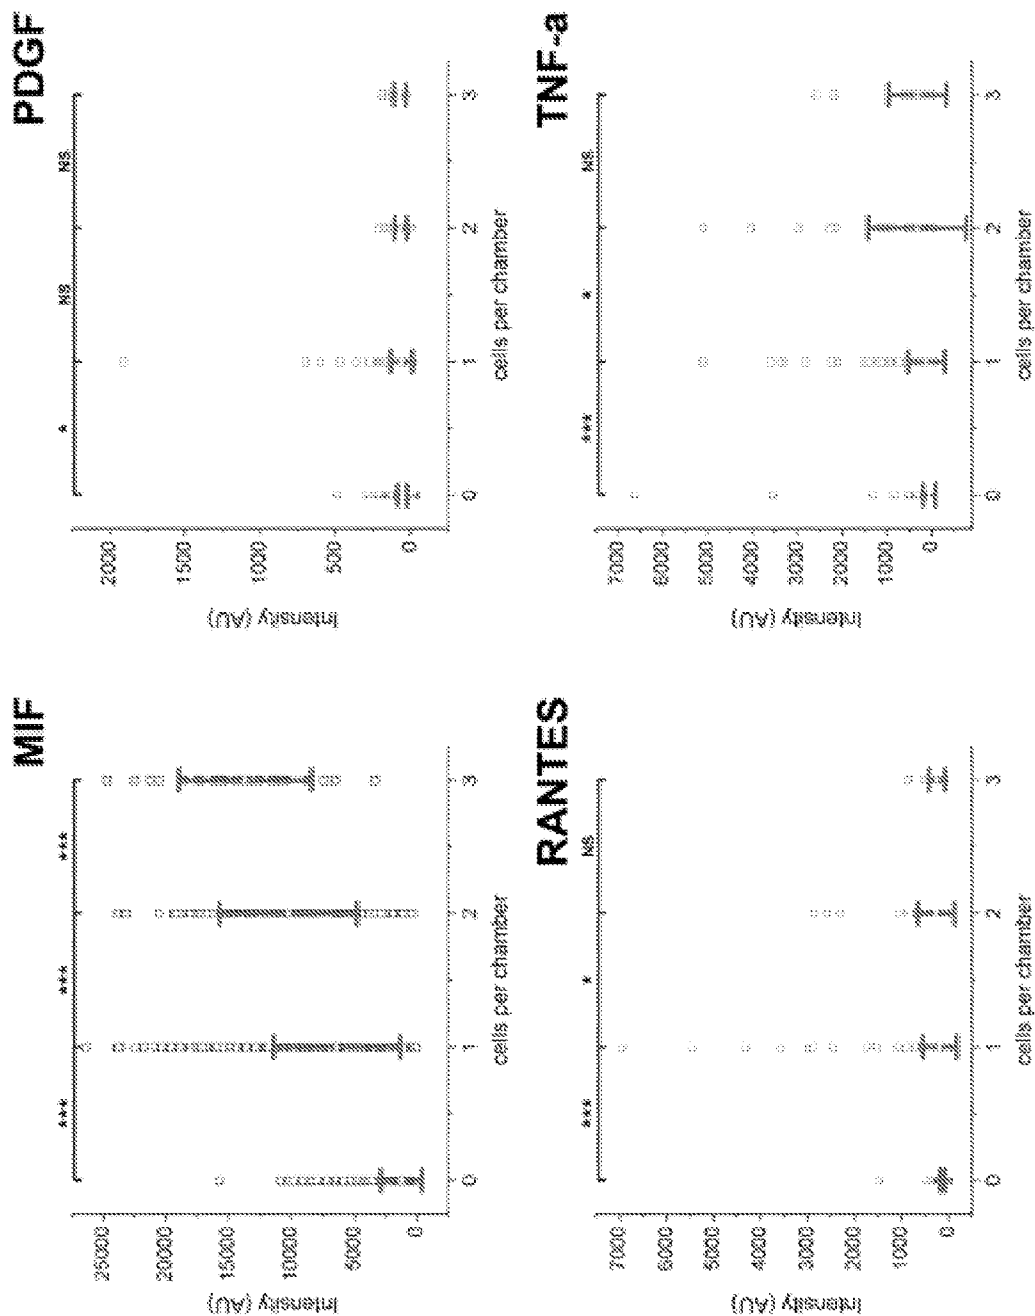 MIF
*** *** ***
25000
20000
15000
10000
5000
0
Intensity (AU)
0 1 2 3
cells per chamber
PDGF
* NS NS
2000
1500
1000
500
0
Intensity (AU)
0 1 2 3
cells per chamber
RANTES
*** * NS
7000
6000
5000
4000
3000
2000
1000
0
Intensity (AU)
0 1 2 3
cells per chamber
TNF-a
*** * NS
7000
6000
5000
4000
3000
2000
1000
0
Intensity (AU)
0 1 2 3
cells per chamber